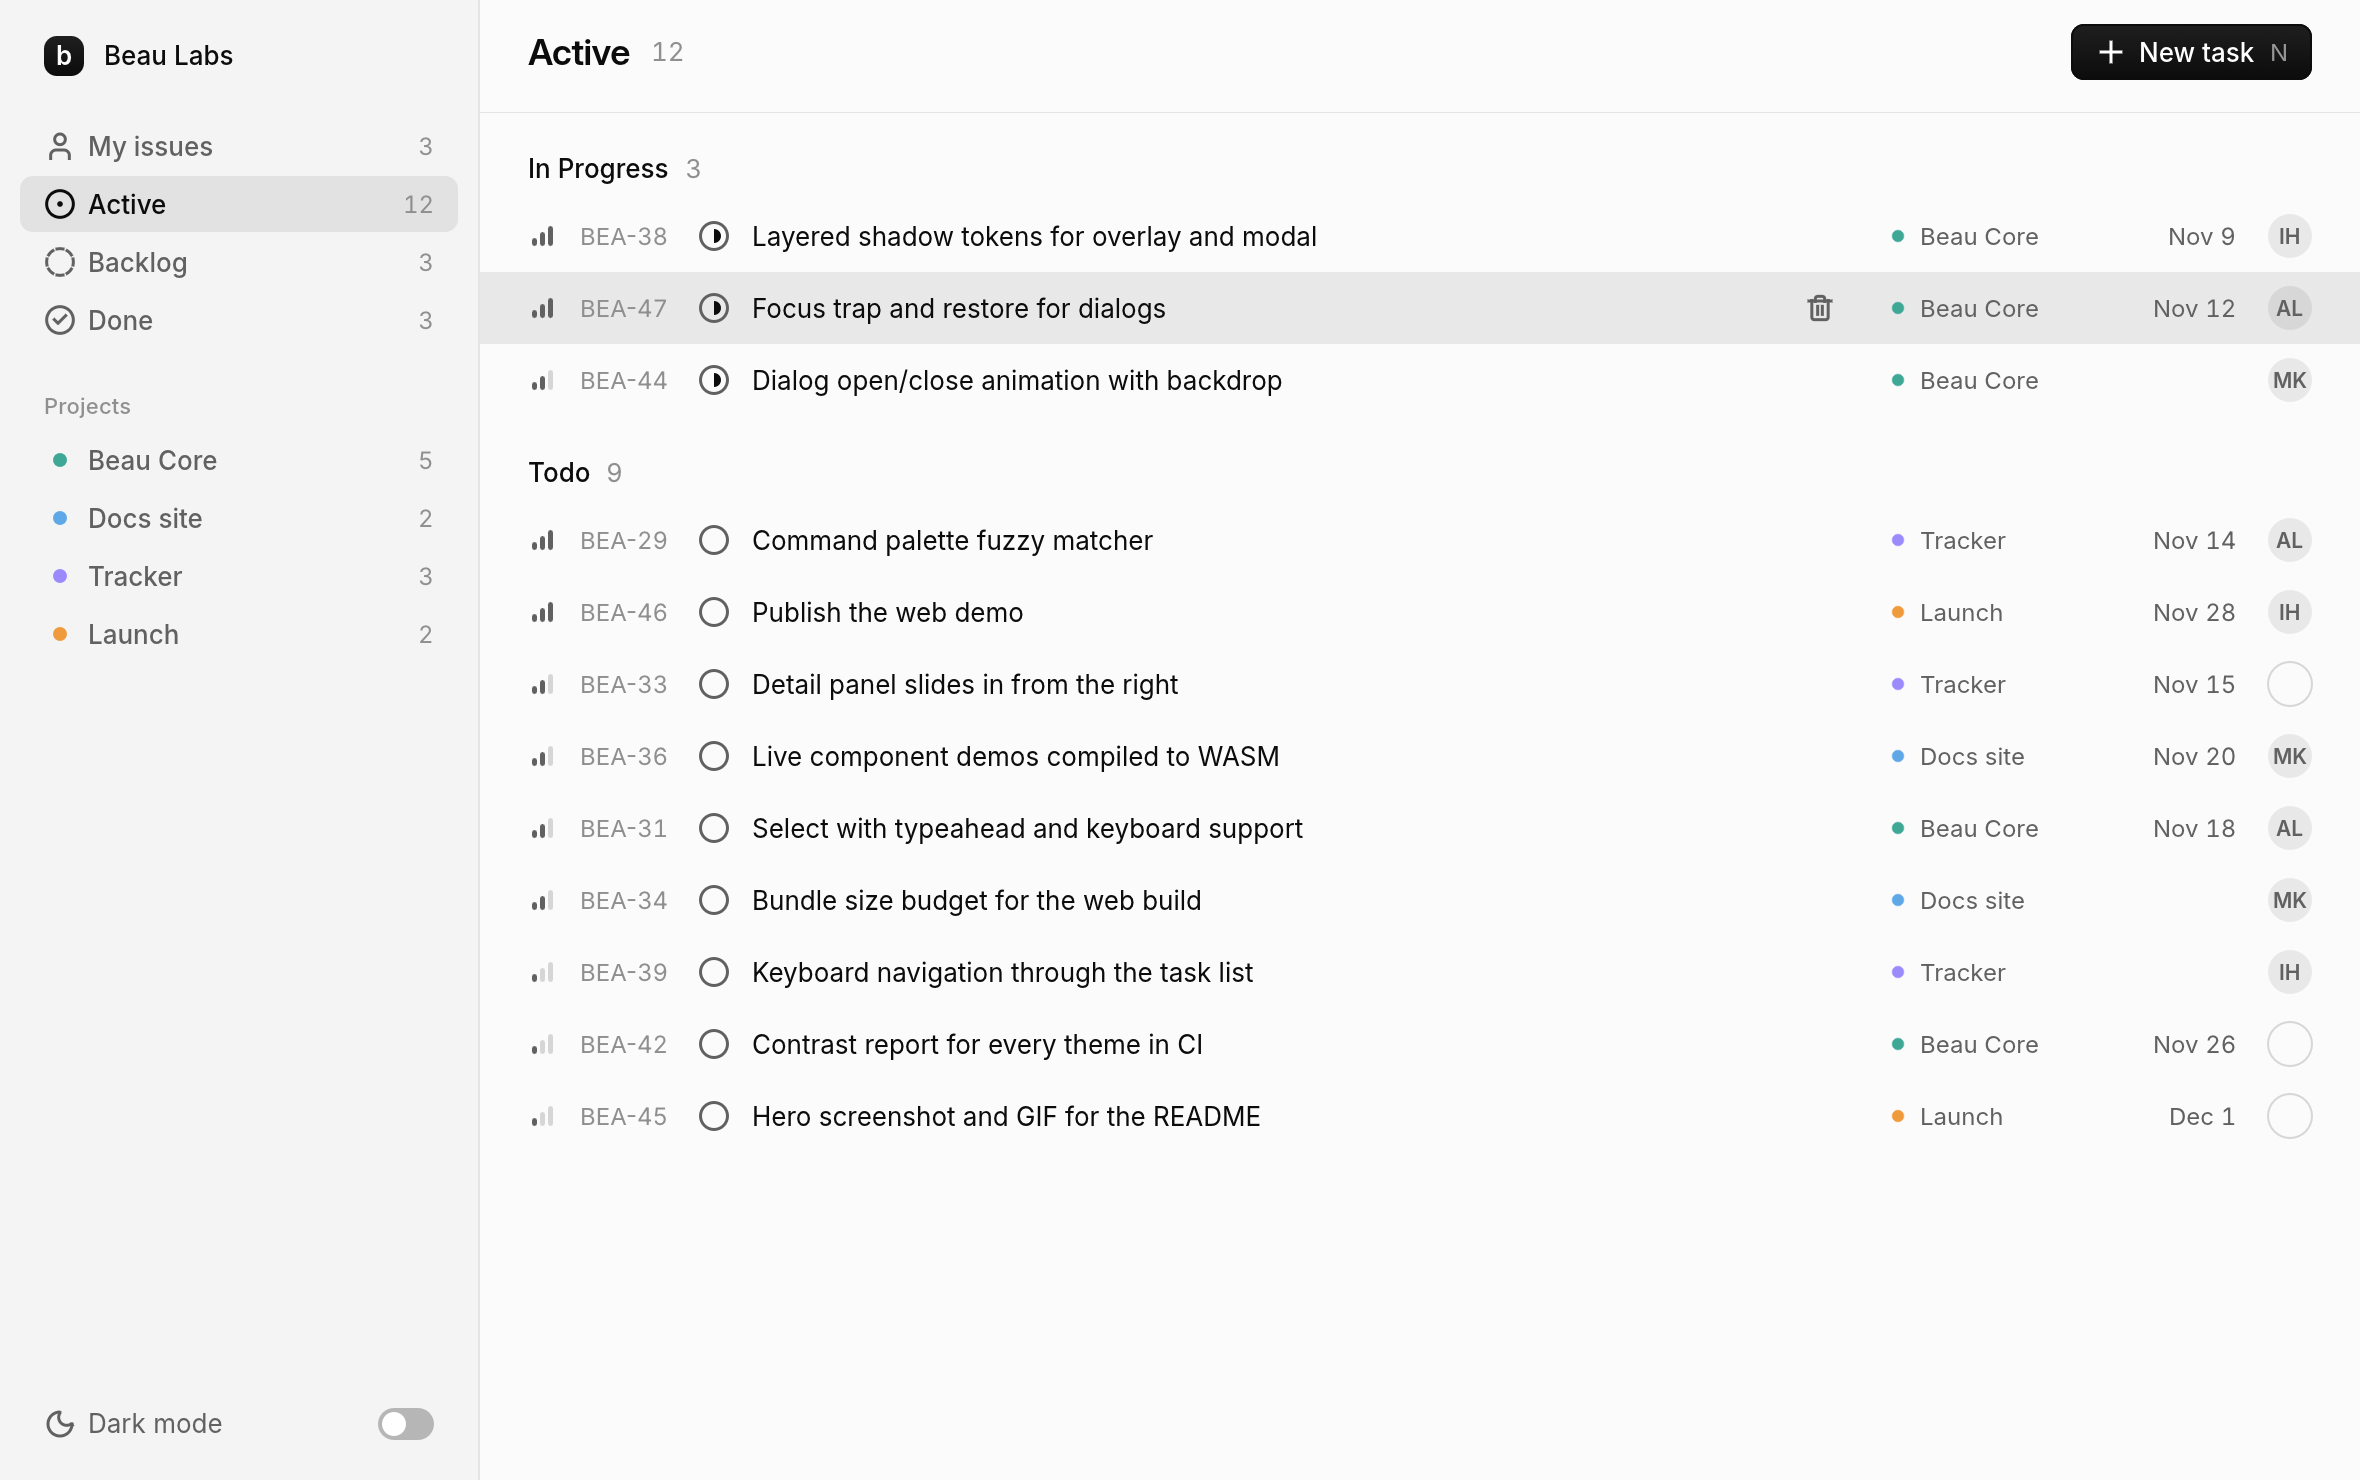 b Beau Labs
My issues 3
Active 12
Backlog 3
Done 3
Projects
Beau Core 5
Docs site 2
Tracker 3
Launch 2
Dark mode
Active 12
New task N
In Progress 3
BEA-38 Layered shadow tokens for overlay and modal Beau Core Nov 9 IH
BEA-47 Focus trap and restore for dialogs Beau Core Nov 12 AL
BEA-44 Dialog open/close animation with backdrop Beau Core MK
Todo 9
BEA-29 Command palette fuzzy matcher Tracker Nov 14 AL
BEA-46 Publish the web demo Launch Nov 28 IH
BEA-33 Detail panel slides in from the right Tracker Nov 15
BEA-36 Live component demos compiled to WASM Docs site Nov 20 MK
BEA-31 Select with typeahead and keyboard support Beau Core Nov 18 AL
BEA-34 Bundle size budget for the web build Docs site MK
BEA-39 Keyboard navigation through the task list Tracker IH
BEA-42 Contrast report for every theme in CI Beau Core Nov 26
BEA-45 Hero screenshot and GIF for the README Launch Dec 1